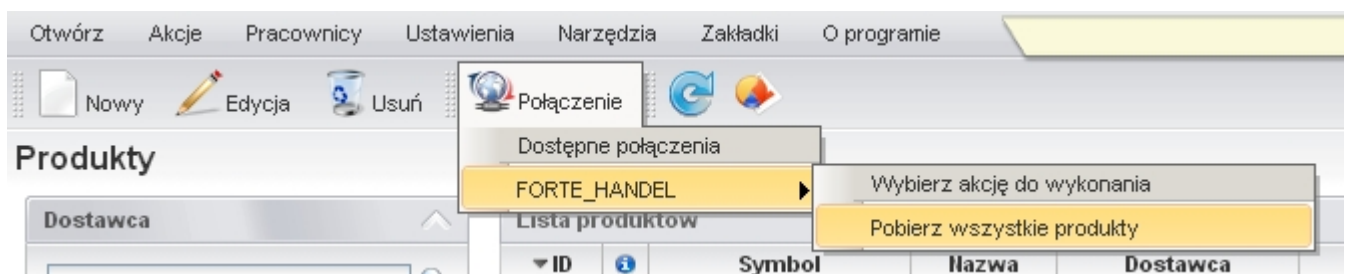 Otwórz Akcje Pracownicy Ustawienia Narzędzia Zakładki O programie
Nowy Edycja Usuń Połączenie
Dostępne połączenia
Produkty
FORTE_HANDEL Wybierz akcję do wykonania
Dostawca Lista produktów Pobierz wszystkie produkty
ID Symbol Nazwa Dostawca